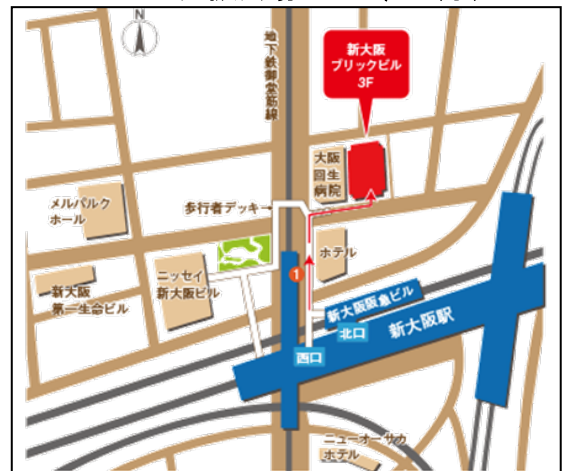 N
地下鉄御堂筋線
新大阪
ブリックビル
3F
大阪
回生
病院
メルパルク
ホール
歩行者デッキ→
ホテル
ニッセイ
新大阪ビル
1
新大阪
第一生命ビル
新大阪阪急ビル
北口
新大阪駅
西口
ニューオーサカ
ホテル